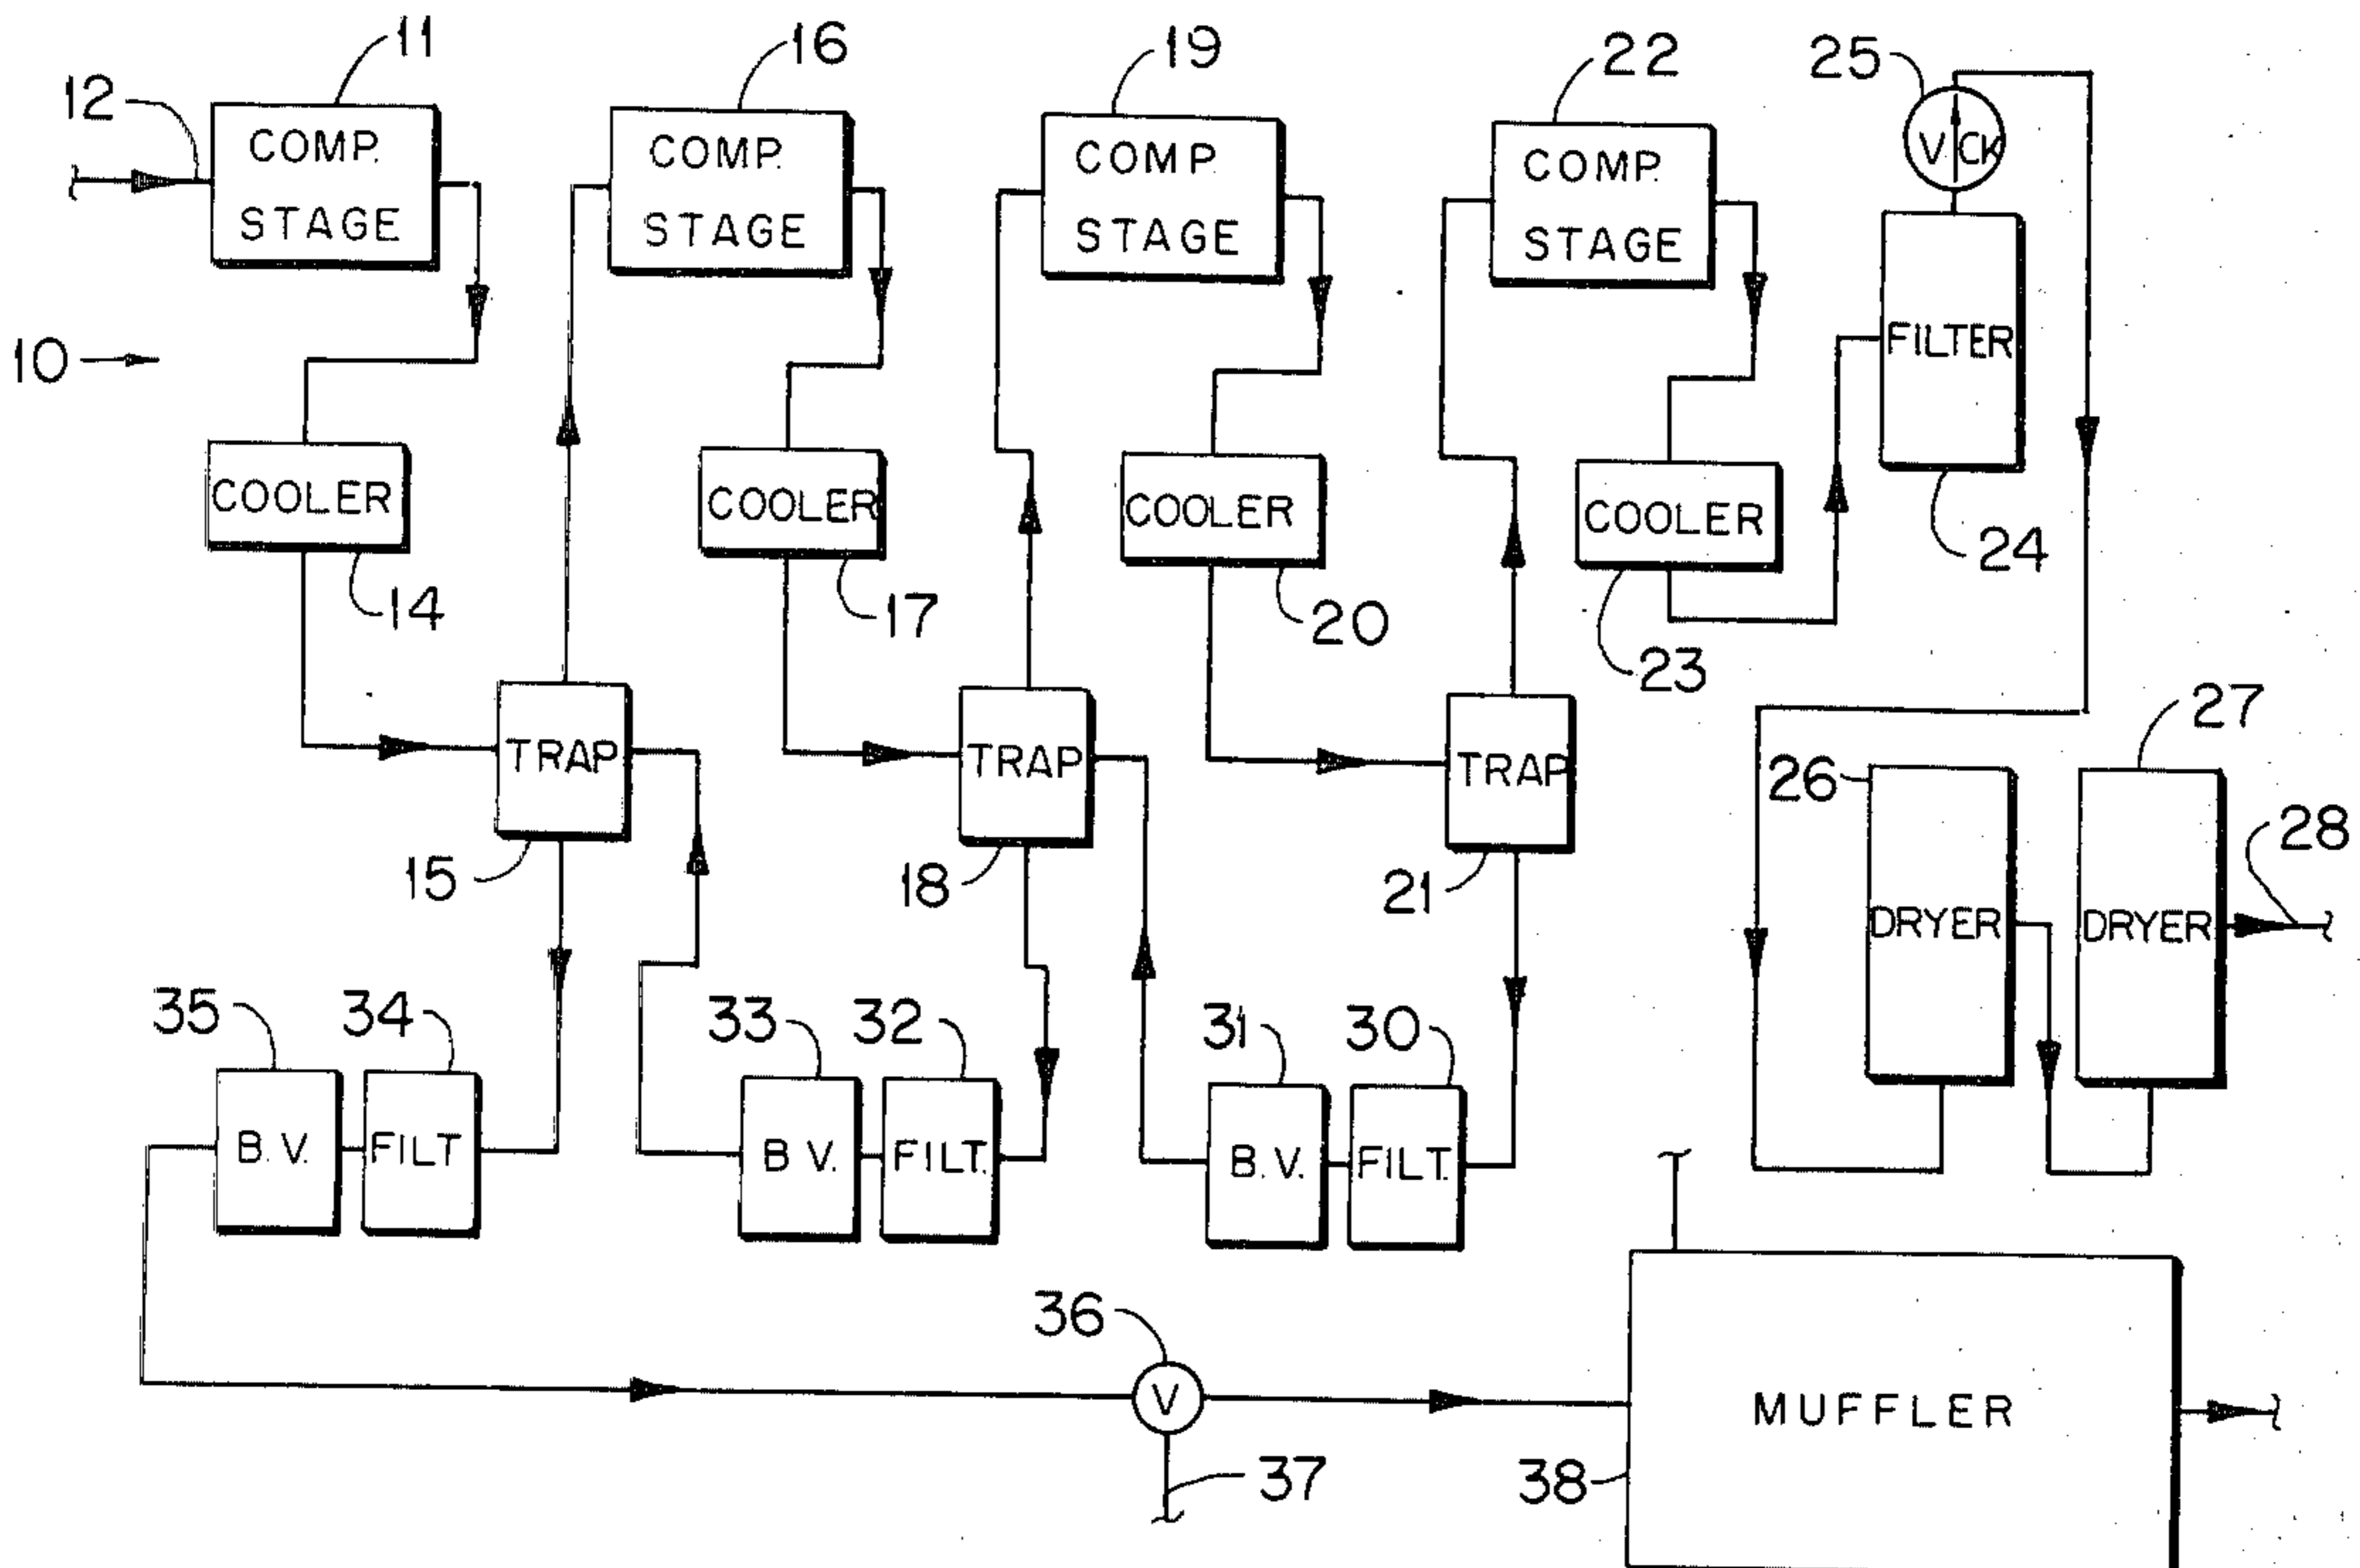 11
16
19
22
25
12
COMP.
STAGE
COMP.
STAGE
COMP
STAGE
COMP.
STAGE
V. CK
10
FILTER
COOLER
COOLER
COOLER
COOLER
24
14
17
20
23
TRAP
TRAP
TRAP
27
26
28
15
18
21
DRYER
DRYER
35
34
33
32
31
30
B.V.
FILT
B V.
FILT.
B.V.
FILT.
36
V
MUFFLER
37
38